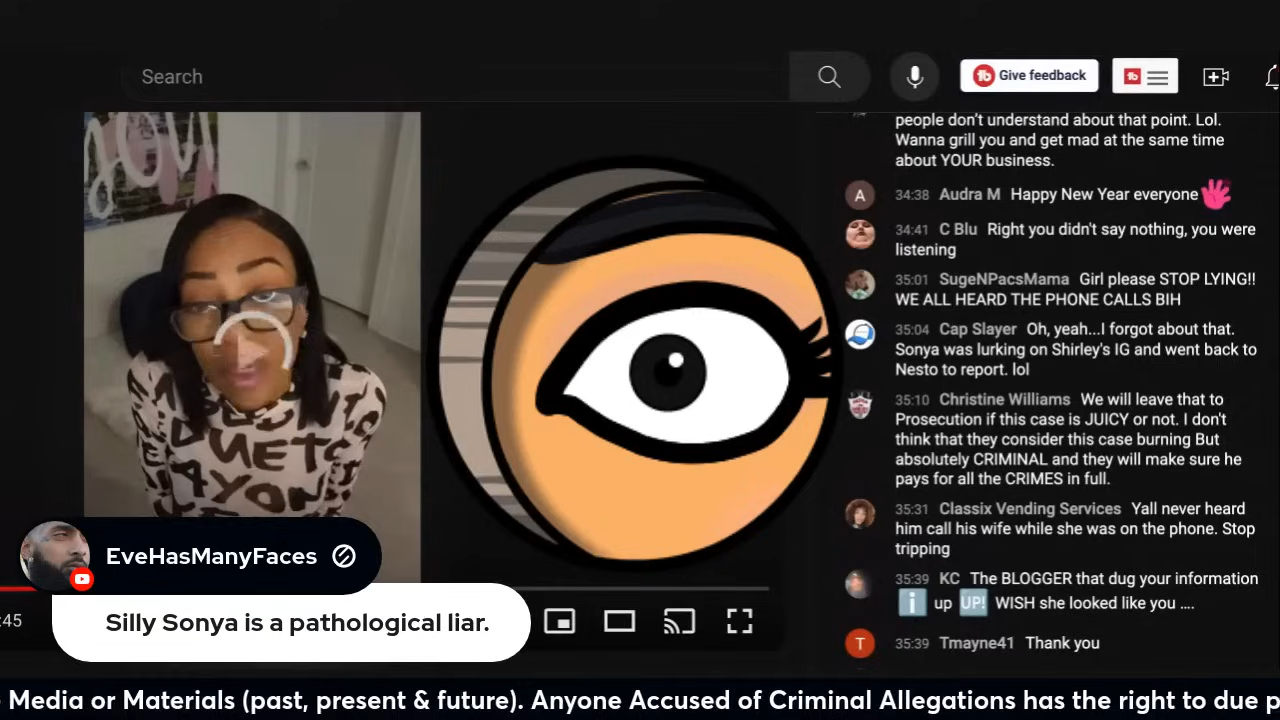 Search
Give feedback
people don't understand about that point. Lol.
Wanna grill you and get mad at the same time
about YOUR business.
A
34:38 Audra M Happy New Year everyone
34:41 C Blu Right you didn't say nothing, you were
listening
35:01 SugeNPacsMama Girl please STOP LYING!!
WE ALL HEARD THE PHONE CALLS BIH
35:04 Cap Slayer Oh, yeah...I forgot about that.
Sonya was lurking on Shirley's IG and went back to
Nesto to report. lol
35:10 Christine Williams We will leave that to
Prosecution if this case is JUICY or not. I don't
think that they consider this case burning But
absolutely CRIMINAL and they will make sure he
pays for all the CRIMES in full.
35:31 Classix Vending Services Yall never heard
him call his wife while she was on the phone. Stop
tripping
35:39 KC The BLOGGER that dug your information
i up UP! WISH she looked like you ....
T
35:39 Tmayne41 Thank you
EveHasManyFaces
Silly Sonya is a pathological liar.
:45
Media or Materials (past, present & future). Anyone Accused of Criminal Allegations has the right to due p